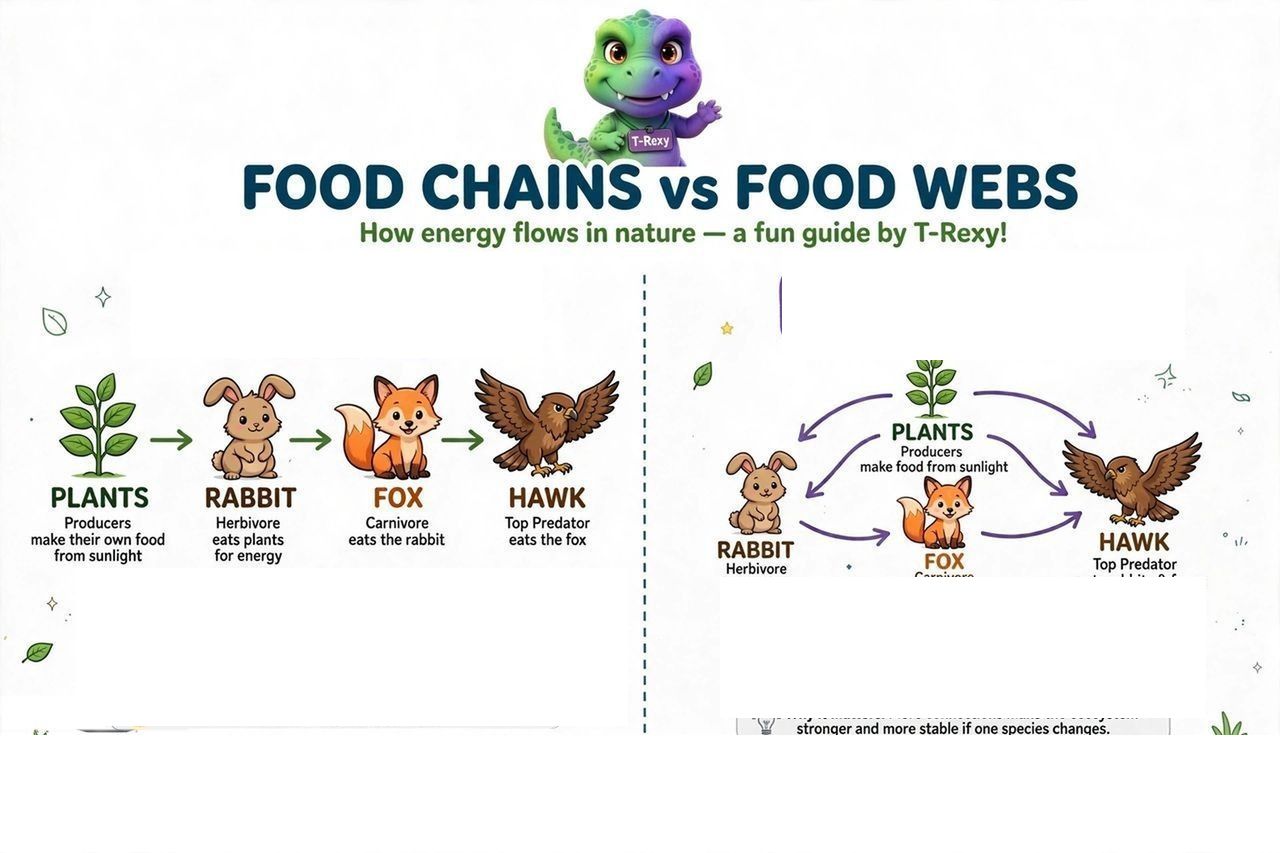 T-Rexy
FOOD CHAINS vs FOOD WEBS
How energy flows in nature — a fun guide by T-Rexy!
PLANTS
Producers
make their own food
from sunlight
RABBIT
Herbivore
eats plants
for energy
FOX
Carnivore
eats the rabbit
HAWK
Top Predator
eats the fox
PLANTS
Producers
make food from sunlight
RABBIT
Herbivore
FOX
Carnivore
HAWK
Top Predator
stronger and more stable if one species changes.